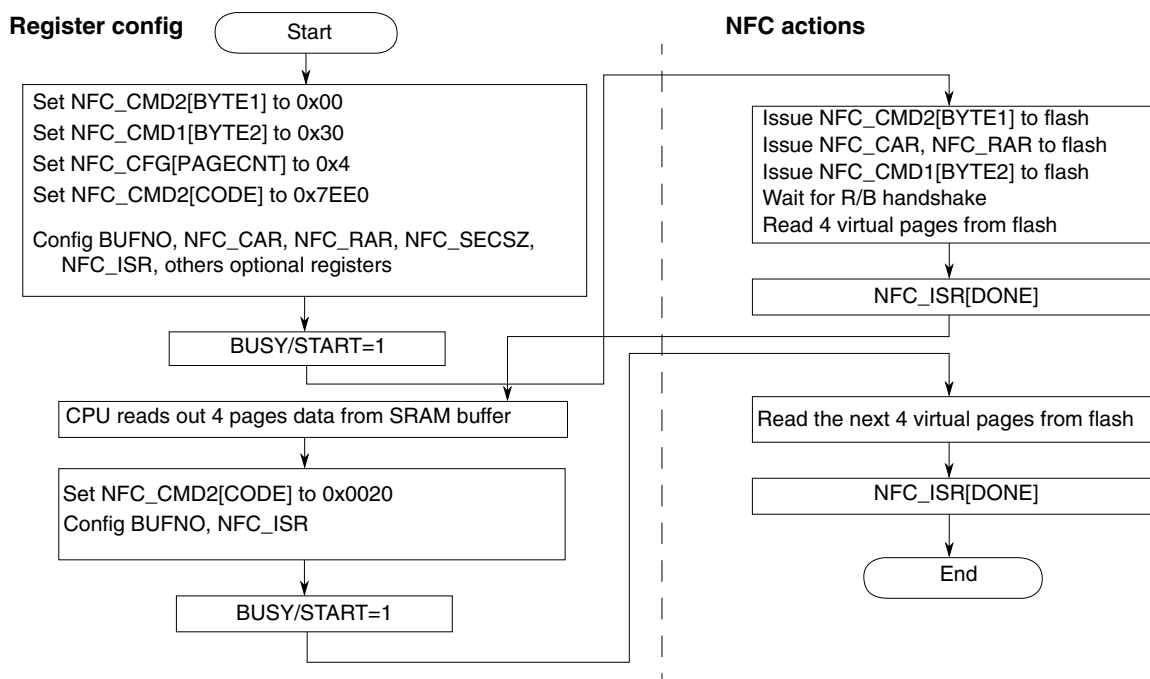 Register config
Start
NFC actions
Set NFC_CMD2[BYTE1] to 0x00
Set NFC_CMD1[BYTE2] to 0x30
Set NFC_CFG[PAGECNT] to 0x4
Set NFC_CMD2[CODE] to 0x7EE0
Config BUFNO, NFC_CAR, NFC_RAR, NFC_SECSZ,
NFC_ISR, others optional registers
BUSY/START=1
Issue NFC_CMD2[BYTE1] to flash
Issue NFC_CAR, NFC_RAR to flash
Issue NFC_CMD1[BYTE2] to flash
Wait for R/B handshake
Read 4 virtual pages from flash
NFC_ISR[DONE]
CPU reads out 4 pages data from SRAM buffer
Set NFC_CMD2[CODE] to 0x0020
Config BUFNO, NFC_ISR
BUSY/START=1
Read the next 4 virtual pages from flash
NFC_ISR[DONE]
End